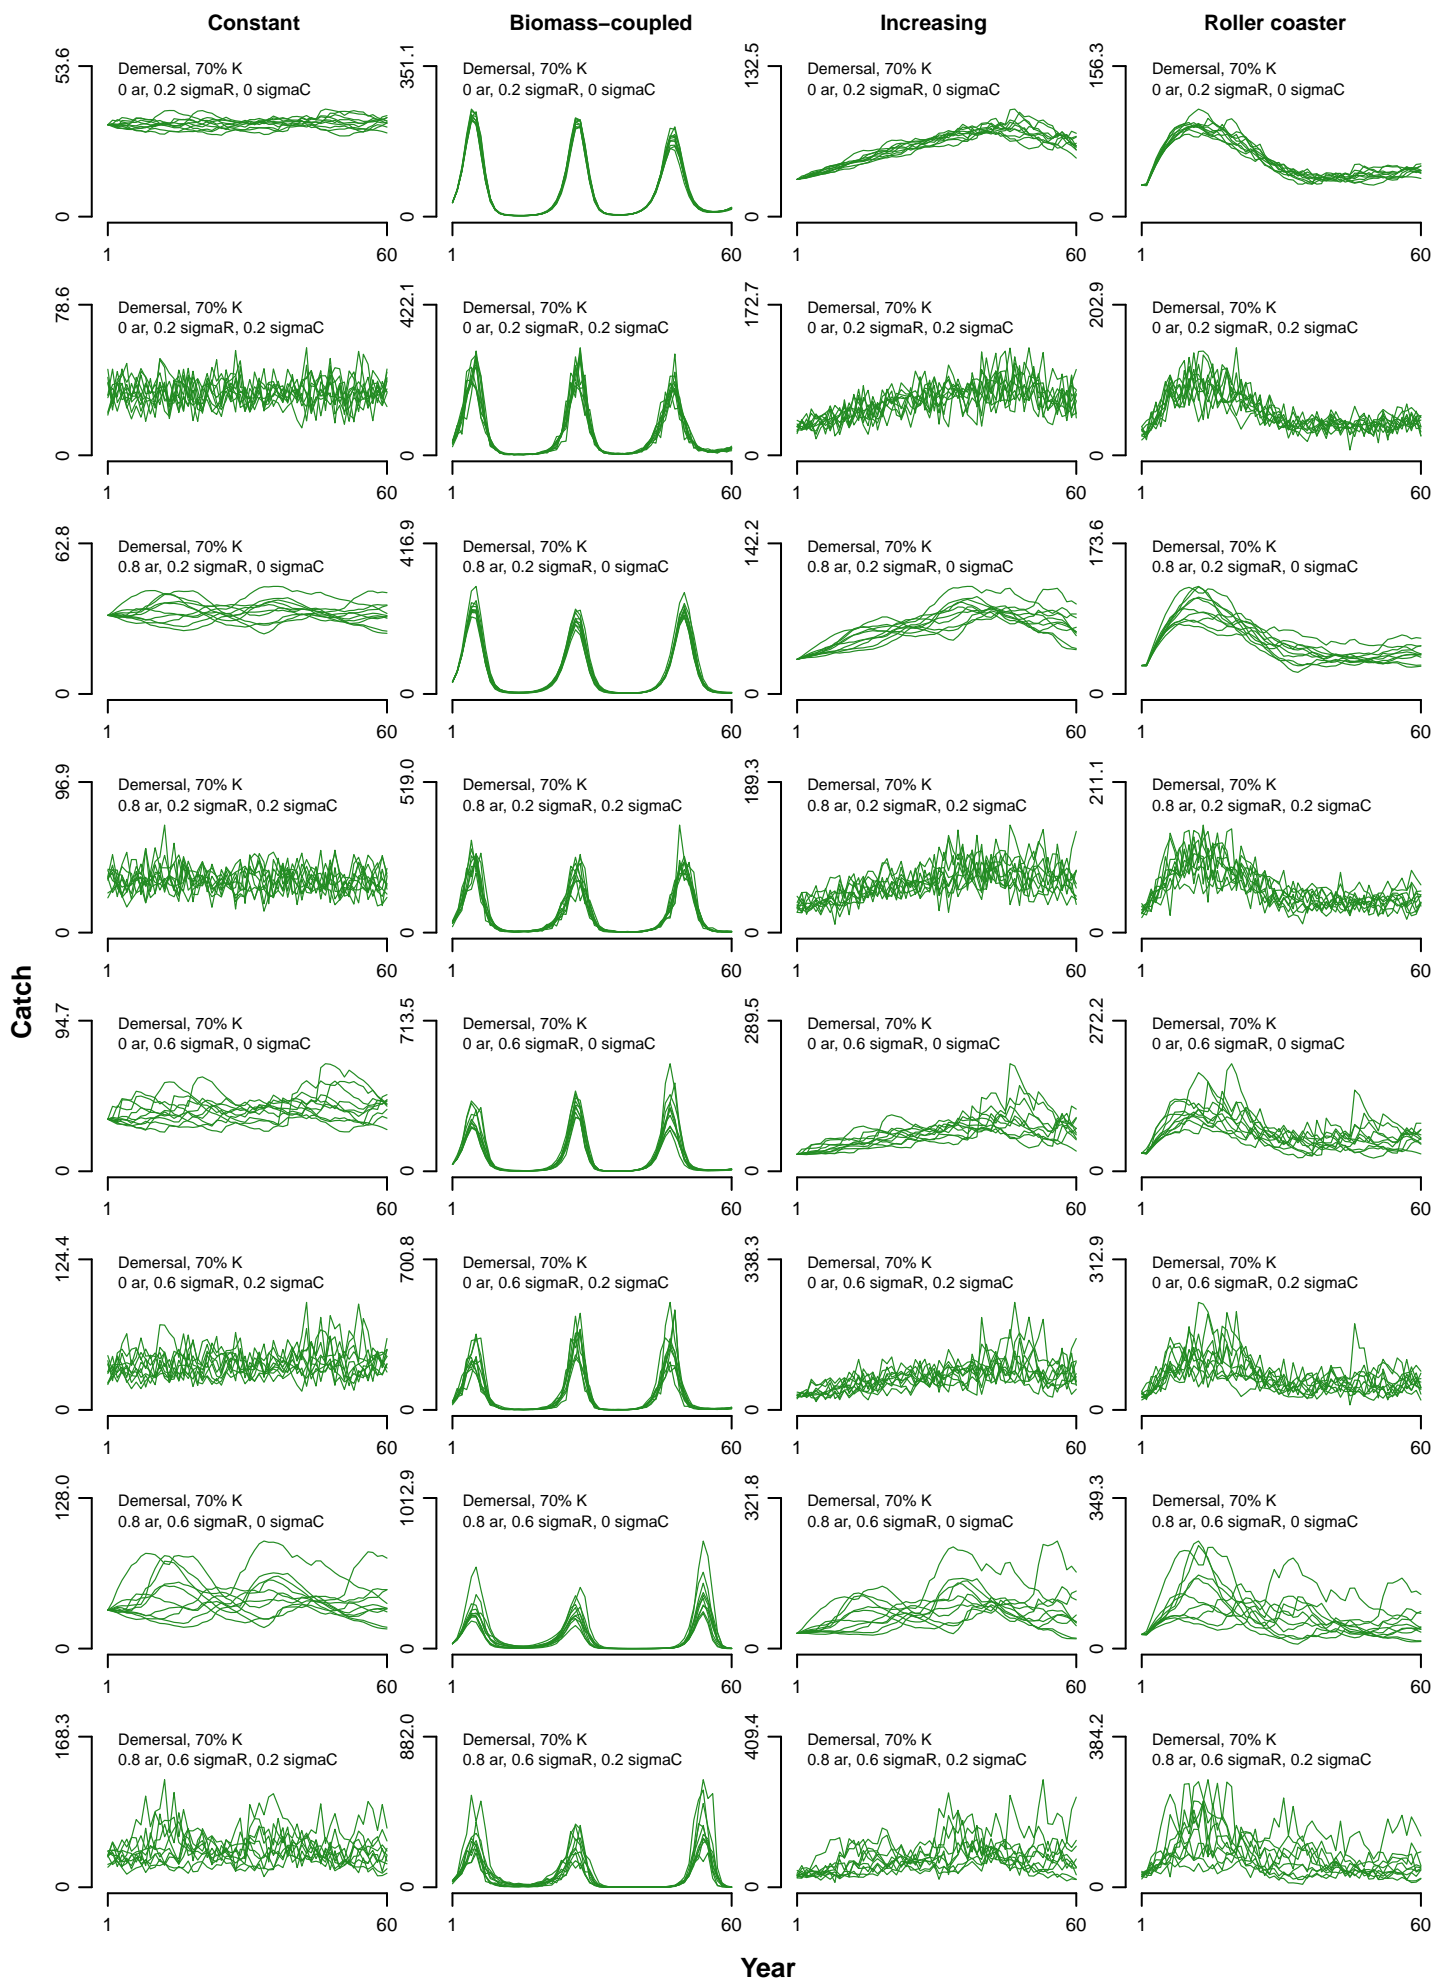 Constant
Biomass−coupled
Increasing
Roller coaster
53.6
Demersal, 70% K
0 ar, 0.2 sigmaR, 0 sigmaC
0
1
60
351.1
Demersal, 70% K
0 ar, 0.2 sigmaR, 0 sigmaC
0
1
60
132.5
Demersal, 70% K
0 ar, 0.2 sigmaR, 0 sigmaC
0
1
60
156.3
Demersal, 70% K
0 ar, 0.2 sigmaR, 0 sigmaC
0
1
60
78.6
Demersal, 70% K
0 ar, 0.2 sigmaR, 0.2 sigmaC
0
1
60
422.1
Demersal, 70% K
0 ar, 0.2 sigmaR, 0.2 sigmaC
0
1
60
172.7
Demersal, 70% K
0 ar, 0.2 sigmaR, 0.2 sigmaC
0
1
60
202.9
Demersal, 70% K
0 ar, 0.2 sigmaR, 0.2 sigmaC
0
1
60
62.8
Demersal, 70% K
0.8 ar, 0.2 sigmaR, 0 sigmaC
0
1
60
416.9
Demersal, 70% K
0.8 ar, 0.2 sigmaR, 0 sigmaC
0
1
60
142.2
Demersal, 70% K
0.8 ar, 0.2 sigmaR, 0 sigmaC
0
1
60
173.6
Demersal, 70% K
0.8 ar, 0.2 sigmaR, 0 sigmaC
0
1
60
96.9
Demersal, 70% K
0.8 ar, 0.2 sigmaR, 0.2 sigmaC
0
1
60
519.0
Demersal, 70% K
0.8 ar, 0.2 sigmaR, 0.2 sigmaC
0
1
60
189.3
Demersal, 70% K
0.8 ar, 0.2 sigmaR, 0.2 sigmaC
0
1
60
211.1
Demersal, 70% K
0.8 ar, 0.2 sigmaR, 0.2 sigmaC
0
1
60
Catch
94.7
Demersal, 70% K
0 ar, 0.6 sigmaR, 0 sigmaC
0
1
60
713.5
Demersal, 70% K
0 ar, 0.6 sigmaR, 0 sigmaC
0
1
60
289.5
Demersal, 70% K
0 ar, 0.6 sigmaR, 0 sigmaC
0
1
60
272.2
Demersal, 70% K
0 ar, 0.6 sigmaR, 0 sigmaC
0
1
60
124.4
Demersal, 70% K
0 ar, 0.6 sigmaR, 0.2 sigmaC
0
1
60
700.8
Demersal, 70% K
0 ar, 0.6 sigmaR, 0.2 sigmaC
0
1
60
338.3
Demersal, 70% K
0 ar, 0.6 sigmaR, 0.2 sigmaC
0
1
60
312.9
Demersal, 70% K
0 ar, 0.6 sigmaR, 0.2 sigmaC
0
1
60
128.0
Demersal, 70% K
0.8 ar, 0.6 sigmaR, 0 sigmaC
0
1
60
1012.9
Demersal, 70% K
0.8 ar, 0.6 sigmaR, 0 sigmaC
0
1
60
321.8
Demersal, 70% K
0.8 ar, 0.6 sigmaR, 0 sigmaC
0
1
60
349.3
Demersal, 70% K
0.8 ar, 0.6 sigmaR, 0 sigmaC
0
1
60
168.3
Demersal, 70% K
0.8 ar, 0.6 sigmaR, 0.2 sigmaC
0
1
60
882.0
Demersal, 70% K
0.8 ar, 0.6 sigmaR, 0.2 sigmaC
0
1
60
409.4
Demersal, 70% K
0.8 ar, 0.6 sigmaR, 0.2 sigmaC
0
1
60
384.2
Demersal, 70% K
0.8 ar, 0.6 sigmaR, 0.2 sigmaC
0
1
60
Year